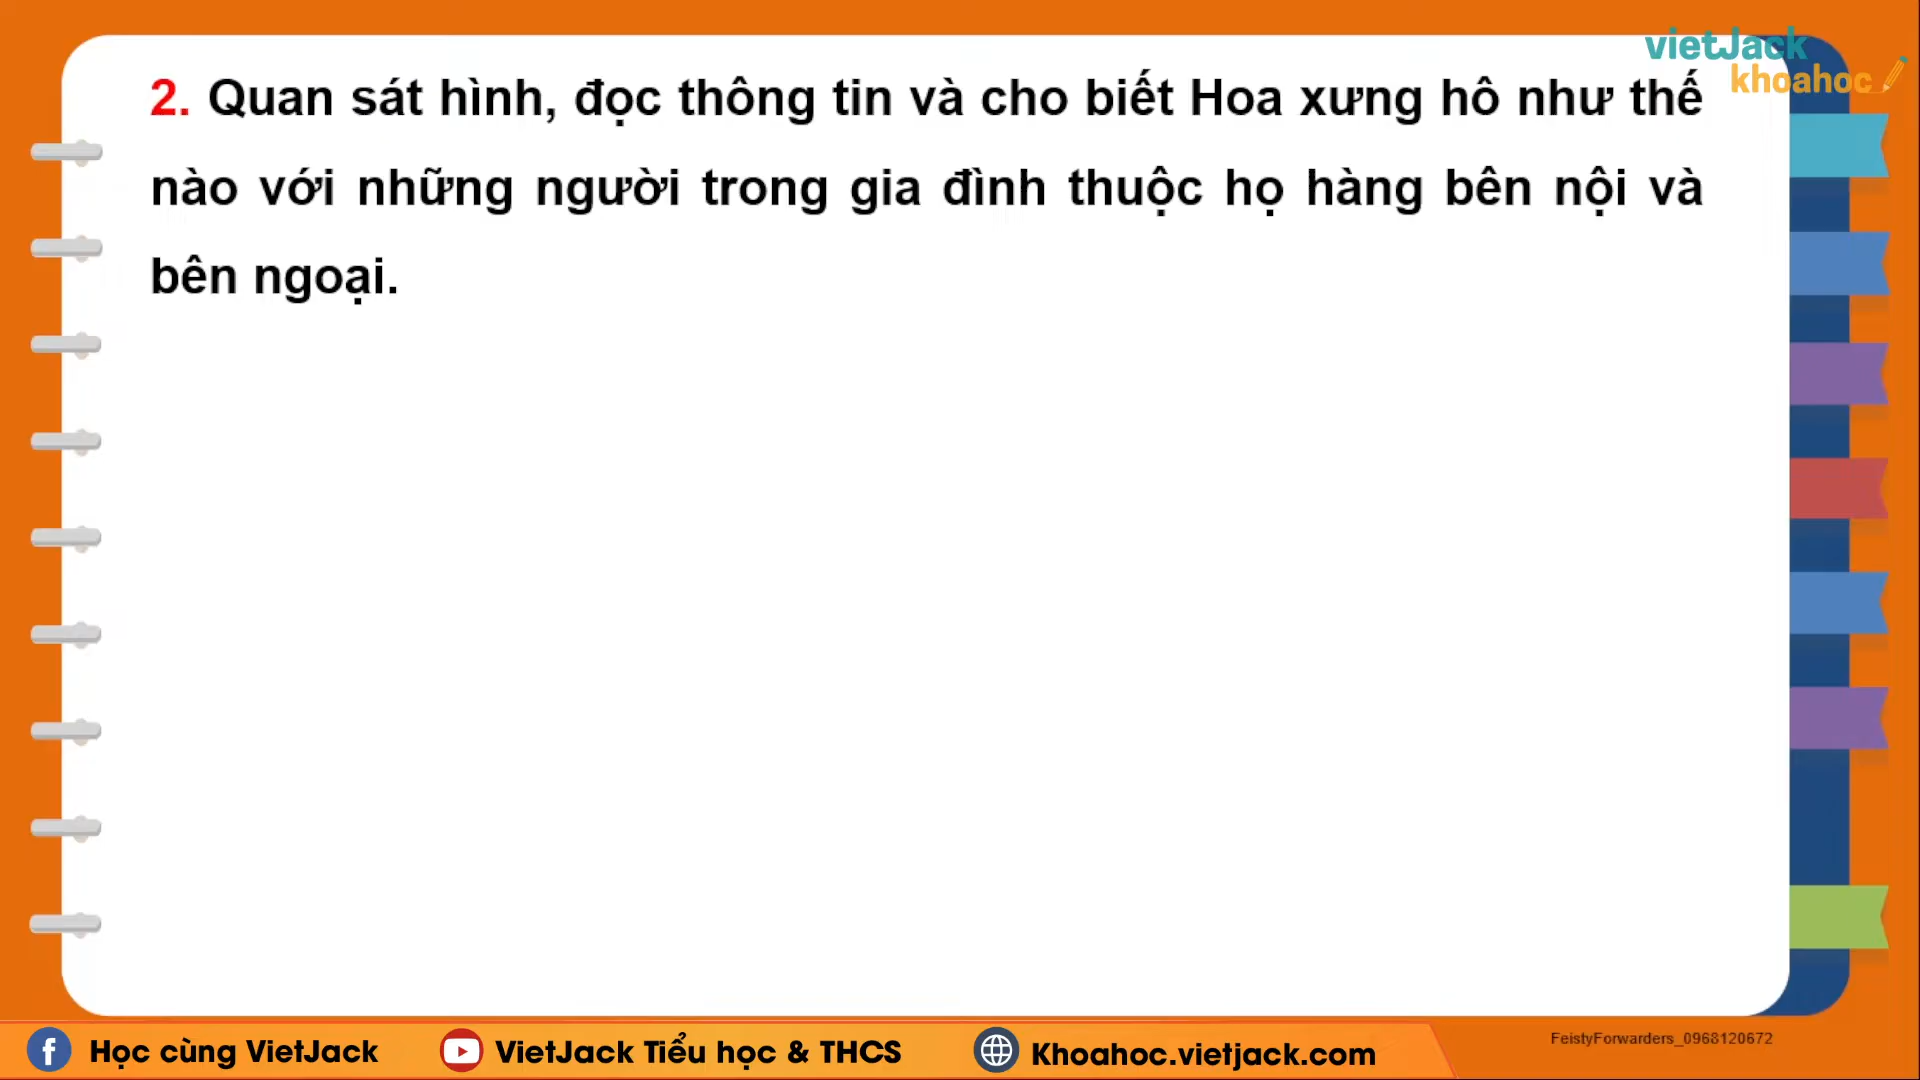 vietJack
khoahoc
2. Quan sát hình, đọc thông tin và cho biết Hoa xưng hô như thế
nào với những người trong gia đình thuộc họ hàng bên nội và
bên ngoại.
FeistyForwarders_0968120672
Học cùng VietJack
VietJack Tiểu học & THCS
Khoahoc.vietjack.com